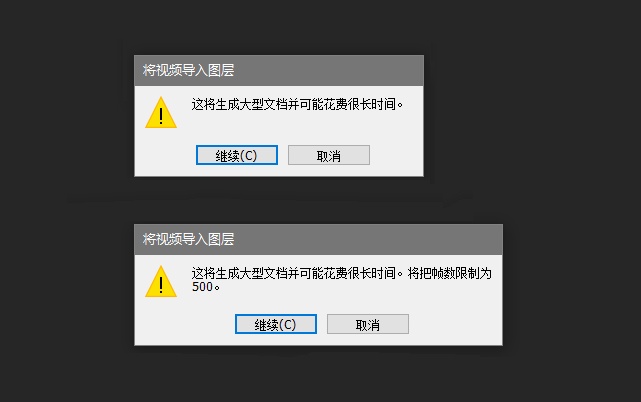 将视频导入图层
这将生成大型文档并可能花费很长时间。
继续(C)
取消
将视频导入图层
这将生成大型文档并可能花费很长时间。将把帧数限制为
500。
继续(C)
取消